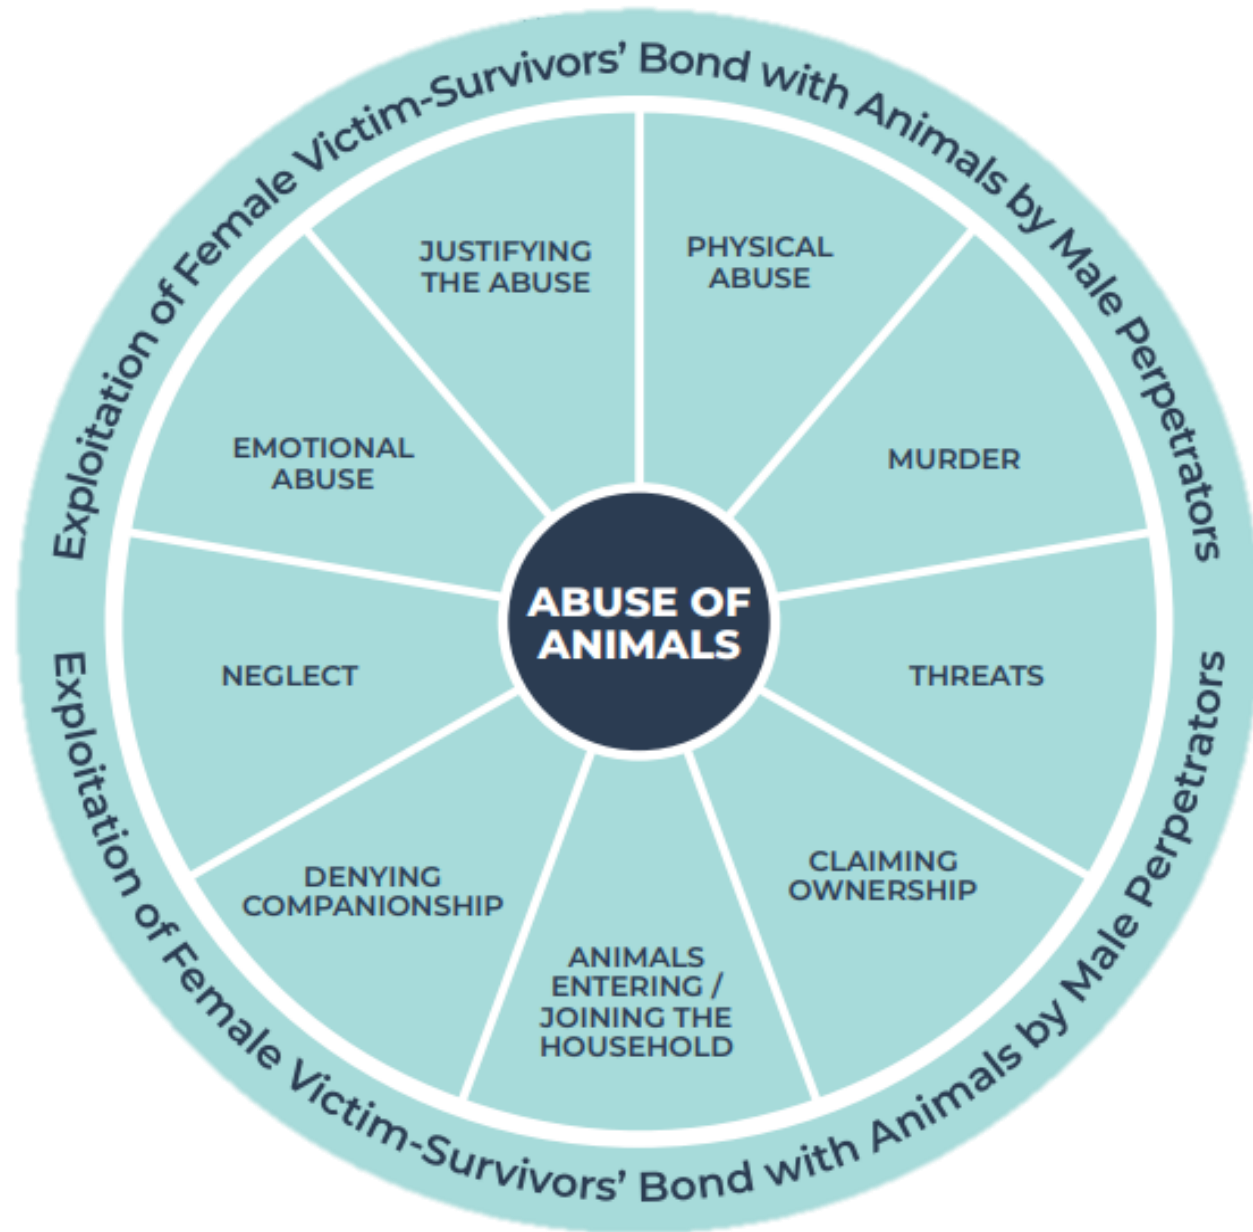 Exploitation of Female Victim-Survivors’ Bond with Animals by Male Perpetrators
JUSTIFYING
THE ABUSE
PHYSICAL
ABUSE
EMOTIONAL
ABUSE
MURDER
ABUSE OF
ANIMALS
NEGLECT
THREATS
DENYING
COMPANIONSHIP
CLAIMING
OWNERSHIP
ANIMALS
ENTERING /
JOINING THE
HOUSEHOLD
Exploitation of Female Victim-Survivors’ Bond with Animals by Male Perpetrators